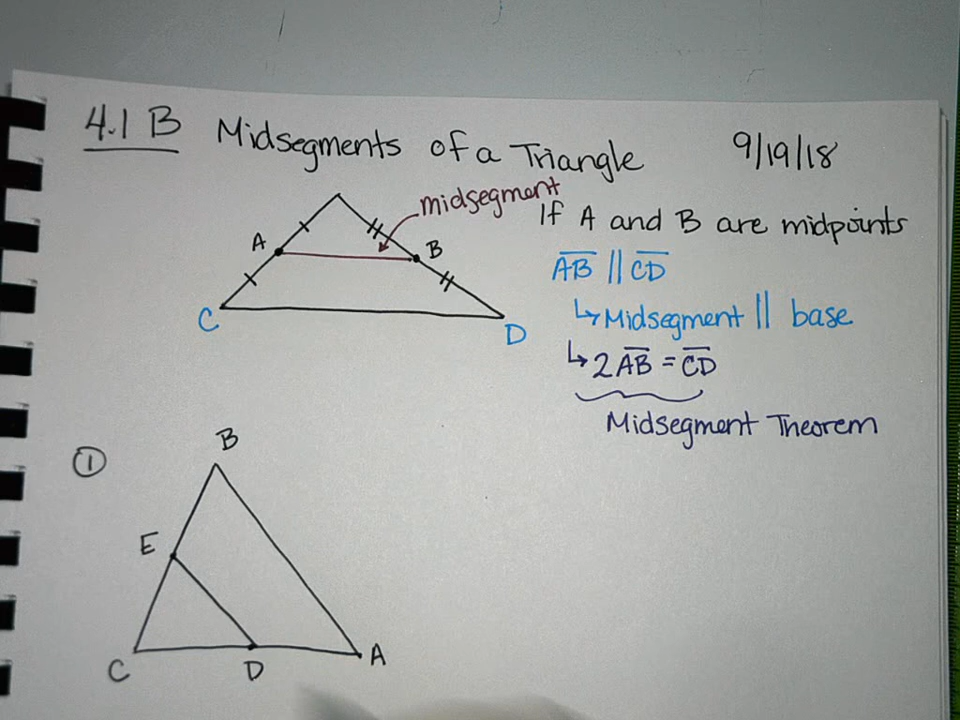 4.1 B Midsegments of a Triangle 9/19/18
midsegment
If A and B are midpoints
A
B
C
D
AB || CD
↳ Midsegment || base
↳ 2AB = CD
Midsegment Theorem
①
B
E
C
D
A